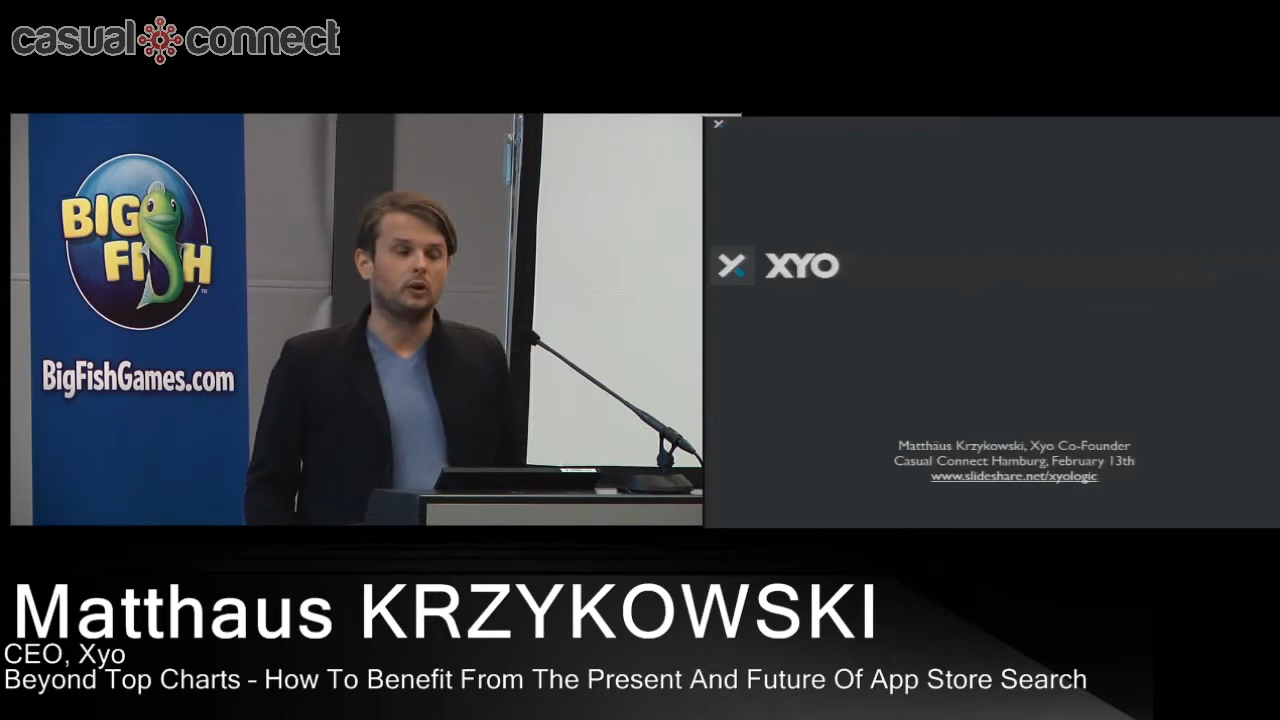 casual connect
BIG
FISH
™
BigFishGames.com
XYO
Matthäus Krzykowski, Xyo Co-Founder
Casual Connect Hamburg, February 13th
www.slideshare.net/xyologic
Matthaus KRZYKOWSKI
CEO, Xyo
Beyond Top Charts - How To Benefit From The Present And Future Of App Store Search